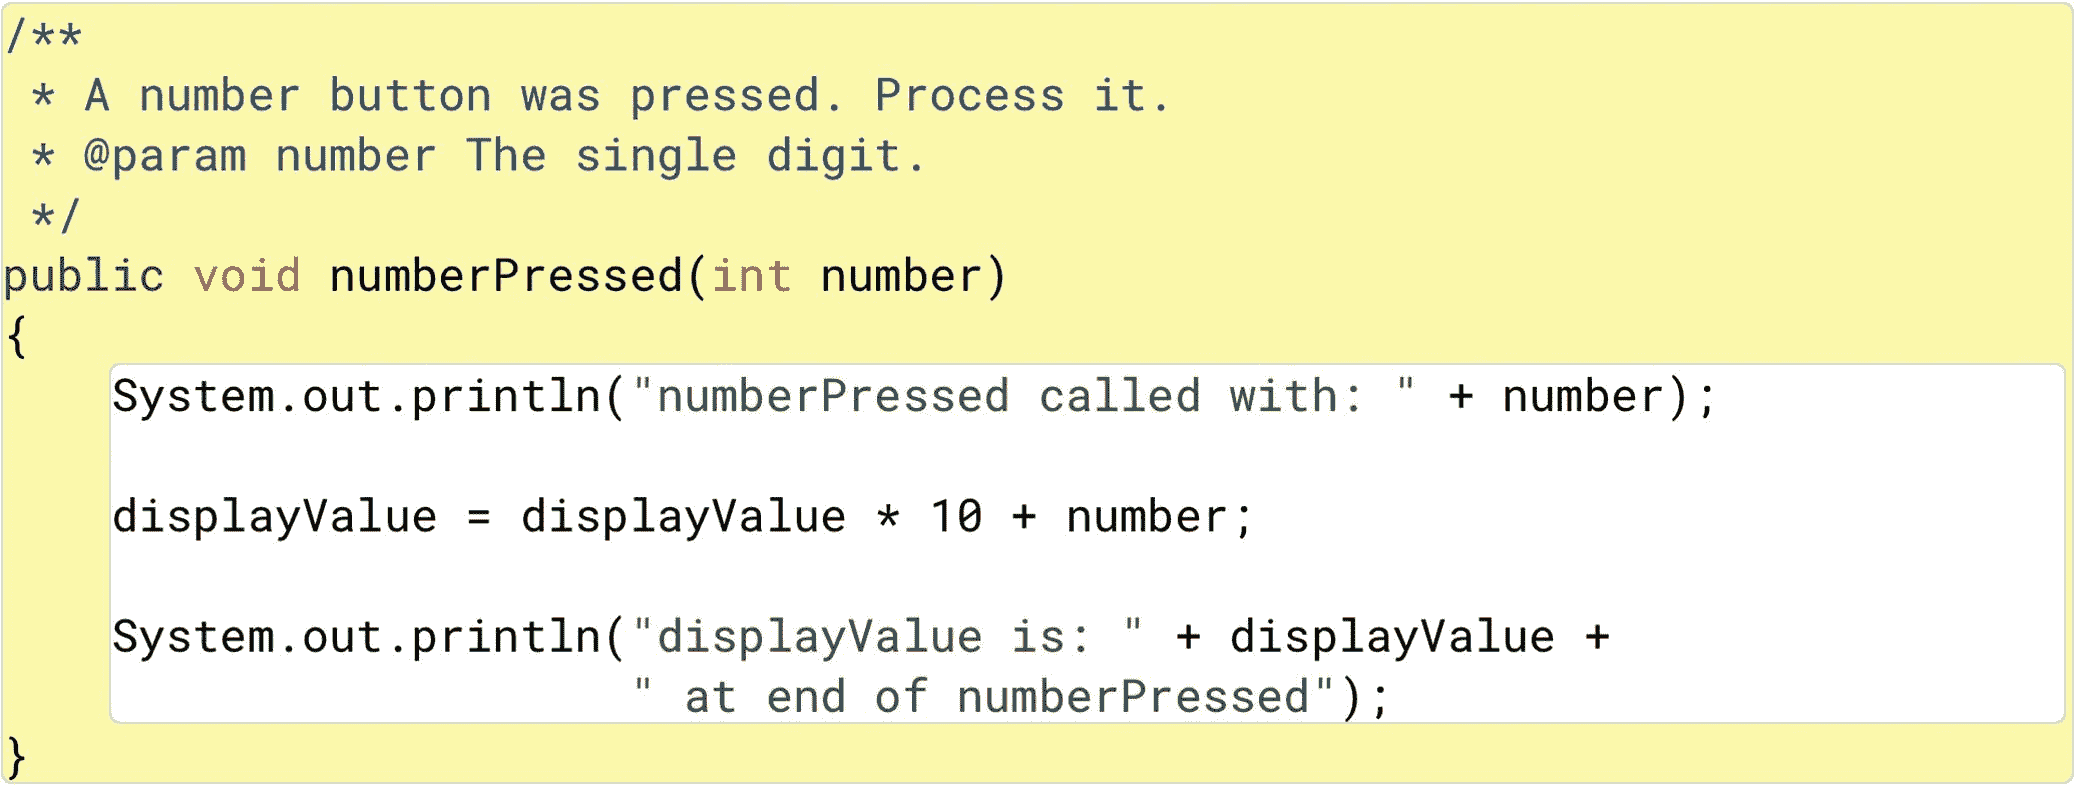 /**
 * A number button was pressed. Process it.
 * @param number The single digit.
 */
public void numberPressed(int number)
{
    System.out.println("numberPressed called with: " + number);

    displayValue = displayValue * 10 + number;

    System.out.println("displayValue is: " + displayValue +
                       " at end of numberPressed");
}